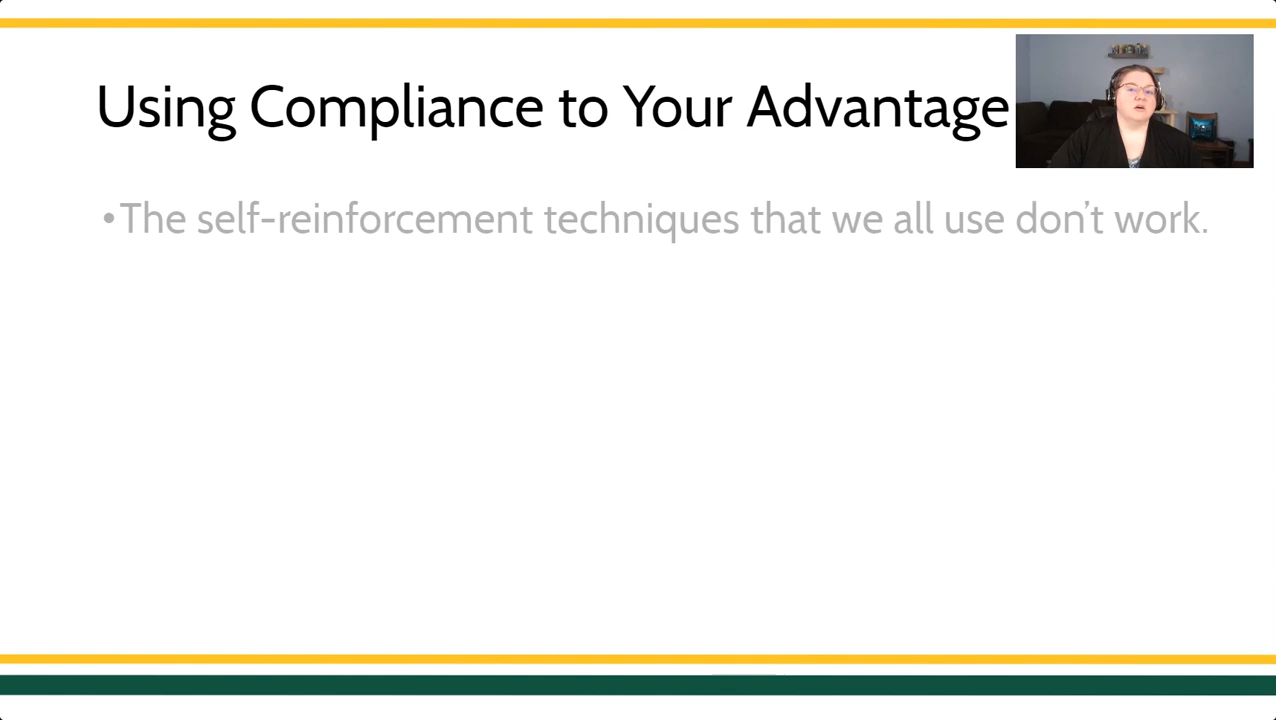 Using Compliance to Your Advantage
•The self-reinforcement techniques that we all use don’t work.